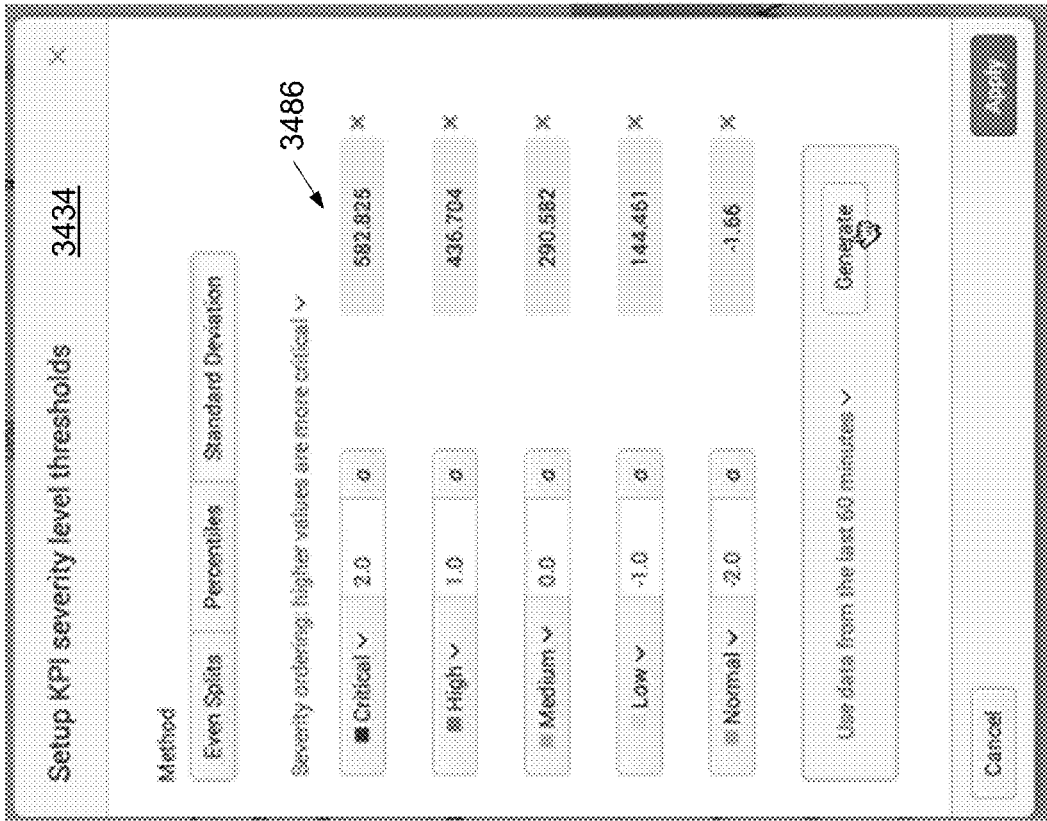 Setup KPI severity level thresholds 3434 ×
Method
Even Splits Percentiles Standard Deviation
Severity ordering: higher values are more critical
3486
Critical 2.0 σ 582.825 ×
High 1.0 σ 436.704 ×
Medium 0.0 σ 290.582 ×
Low -1.0 σ 144.461 ×
Normal -2.0 σ -1.66 ×
Use data from the last 60 minutes Generate
Cancel Apply